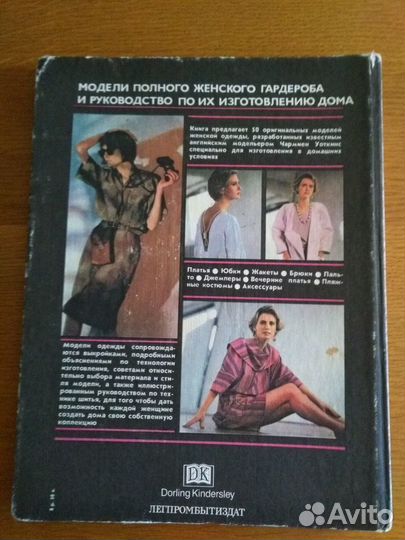 МОДЕЛИ ПОЛНОГО ЖЕНСКОГО ГАРДЕРОБА
И РУКОВОДСТВО ПО ИХ ИЗГОТОВЛЕНИЮ ДОМА
Книга предлагает 50 оригинальных моделей
женской одежды, разработанных известным
английским модельером Чармиен Уоткинс
специально для изготовления в домашних
условиях
Платья ● Юбки ● Жакеты ● Брюки ● Паль-
то ● Джемперы ● Вечерние платья ● Пляж-
ные костюмы ● Аксессуары
Модели одежды сопровожда-
ются выкройками, подробными
объяснениями по технологии
изготовления, советами относи-
тельно выбора материала и сти-
ля модели, а также иллюстри-
рованным руководством по тех-
нике шитья, для того чтобы дать
возможность каждой женщине
создать дома свою собственную
коллекцию
DK
Dorling Kindersley
ЛЕГПРОМБЫТИЗДАТ
Avito